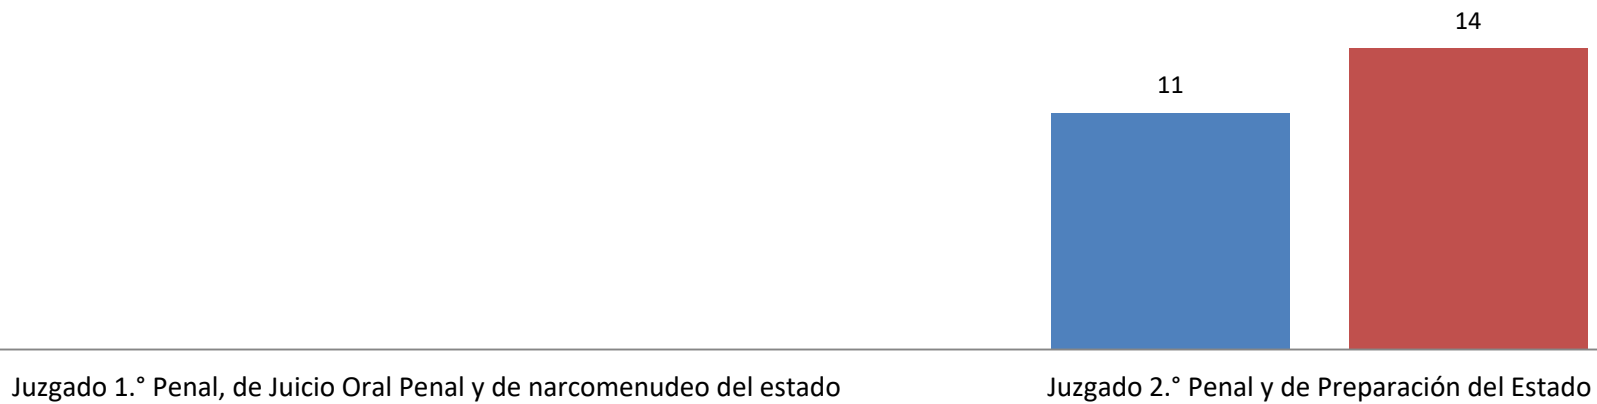 14
11
Juzgado 1.° Penal, de Juicio Oral Penal y de narcomenudeo del estado
Juzgado 2.° Penal y de Preparación del Estado